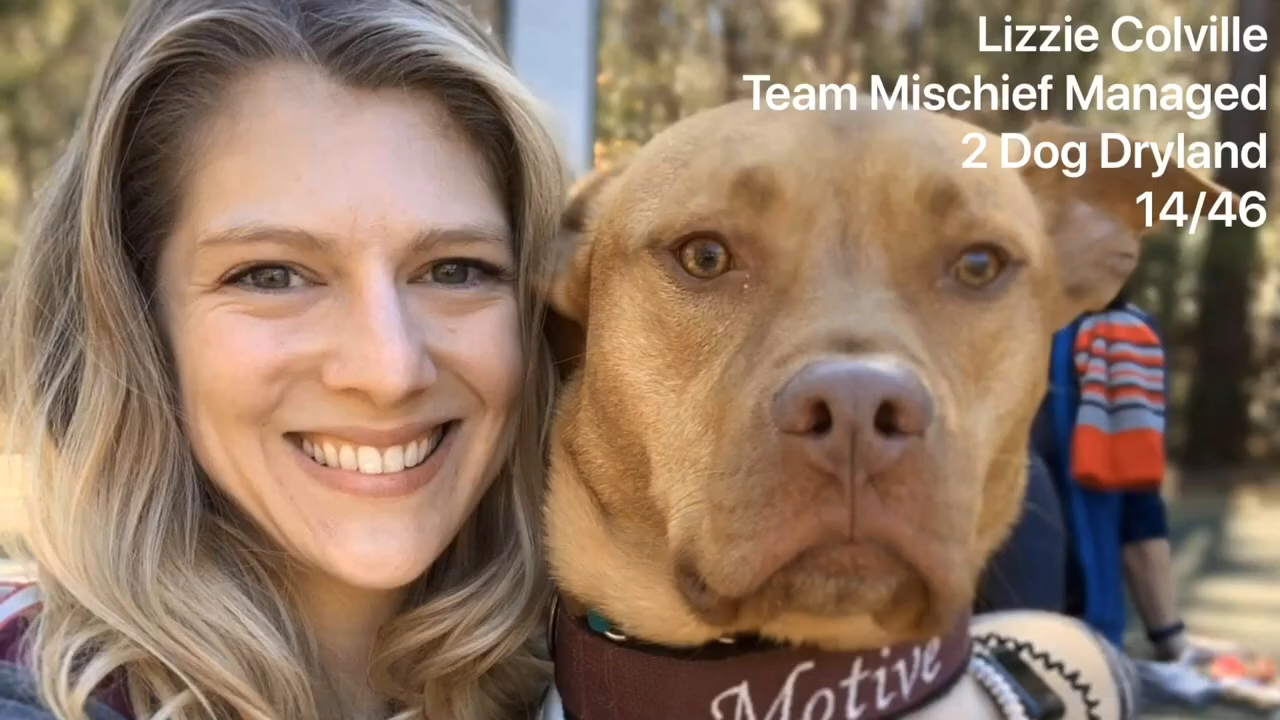 Lizzie Colville
Team Mischief Managed
2 Dog Dryland
14/46
Motive